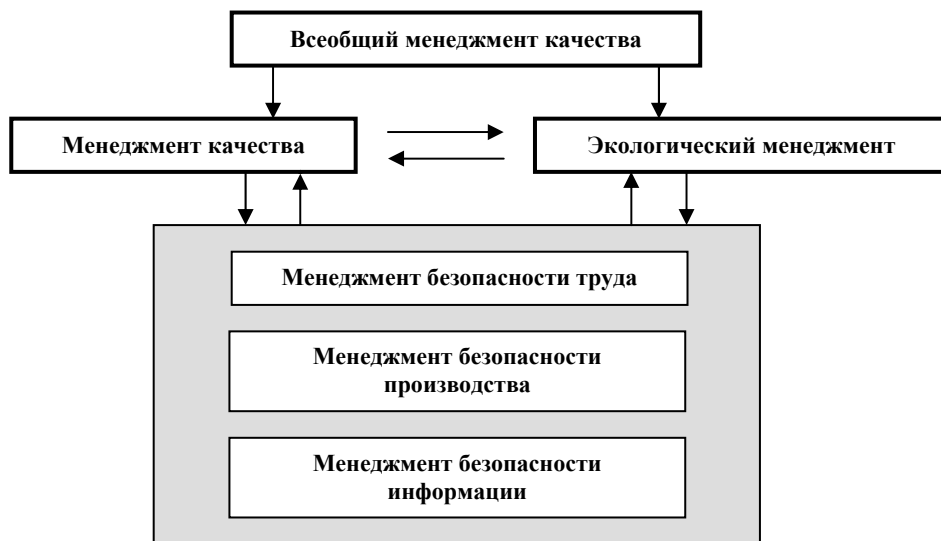 Всеобщий менеджмент качества
Менеджмент качества
Экологический менеджмент
Менеджмент безопасности труда
Менеджмент безопасности
производства
Менеджмент безопасности
информации